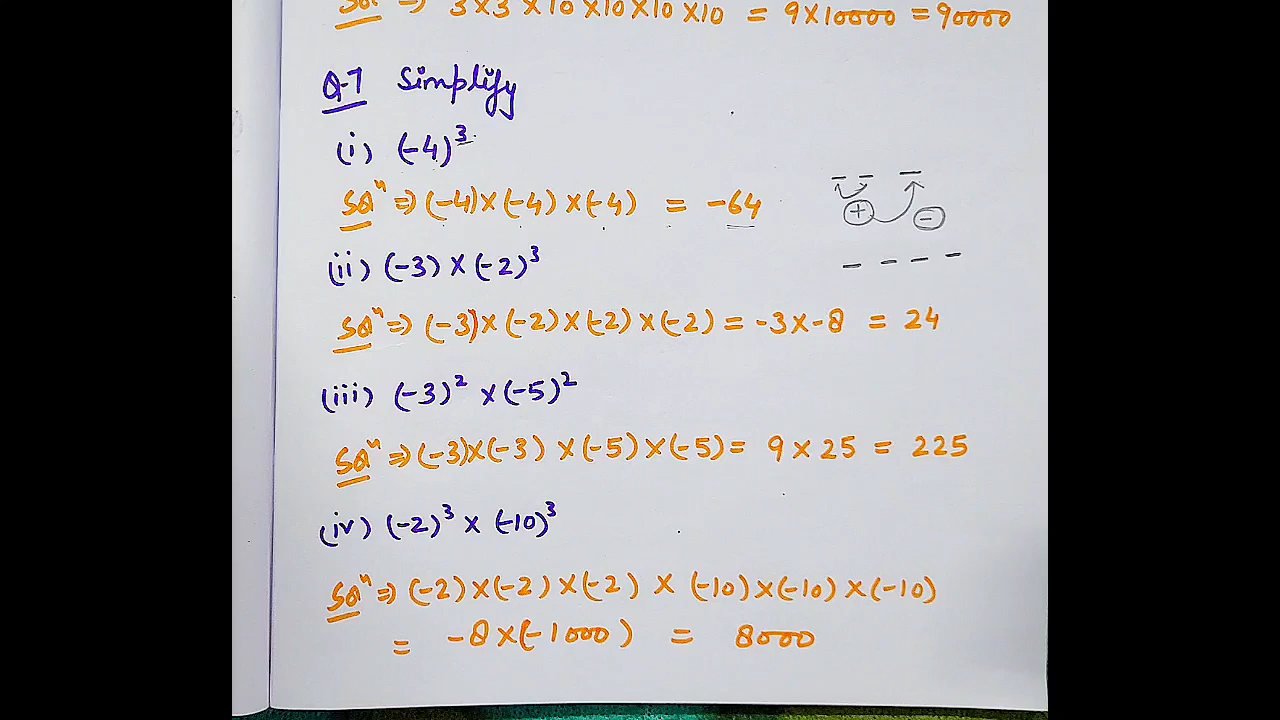 Solⁿ ⇒ 3×3×10×10×10×10 = 9×10000 = 90000
Q-7 Simplify
(i) (-4)³
Solⁿ ⇒ (-4)×(-4)×(-4) = -64
(ii) (-3)×(-2)³
Solⁿ ⇒ (-3)×(-2)×(-2)×(-2) = -3×-8 = 24
(iii) (-3)² ×(-5)²
Solⁿ ⇒ (-3)×(-3) ×(-5)×(-5) = 9×25 = 225
(iv) (-2)³ × (-10)³
Solⁿ ⇒ (-2)×(-2)×(-2) × (-10)×(-10)×(-10)
= -8×(-1000) = 8000
- - -
+ -
- - - -